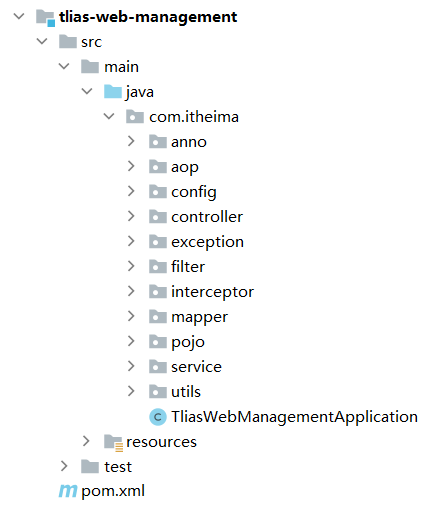 tlias-web-management
src
main
java
com.itheima
anno
aop
config
controller
exception
filter
interceptor
mapper
pojo
service
utils
C TliasWebManagementApplication
resources
test
m pom.xml